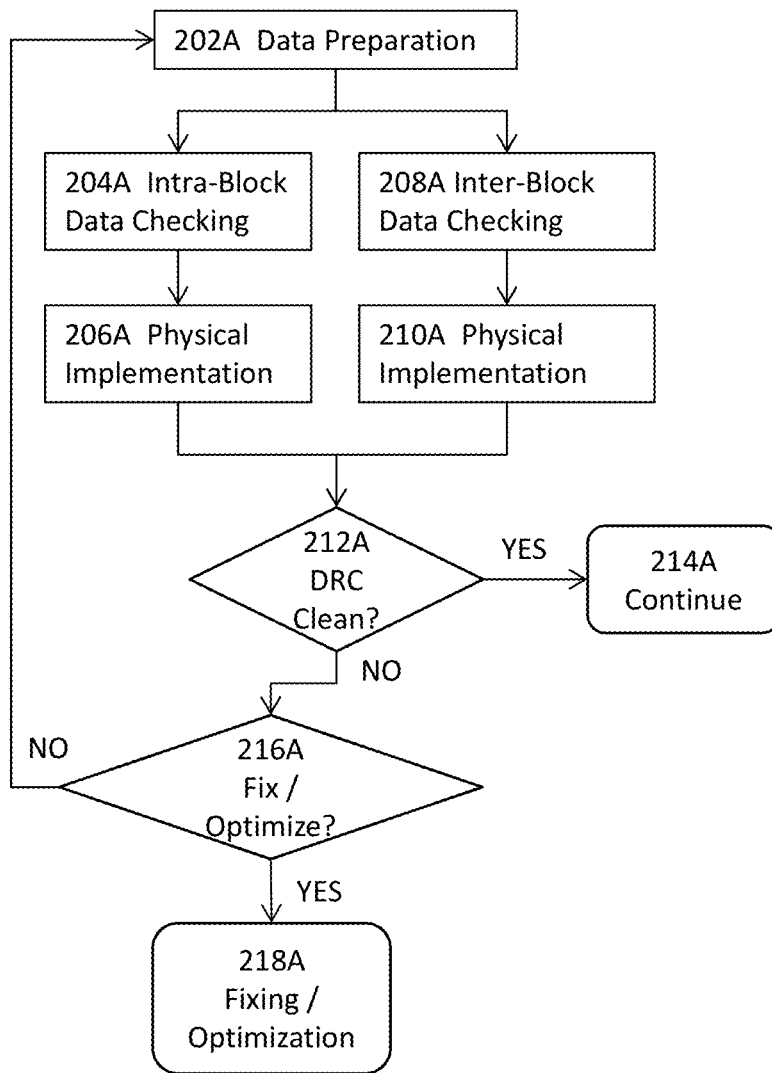 202A Data Preparation
204A Intra-Block
Data Checking
208A Inter-Block
Data Checking
206A Physical
Implementation
210A Physical
Implementation
212A
DRC
Clean?
YES
214A
Continue
NO
NO
216A
Fix /
Optimize?
YES
218A
Fixing /
Optimization